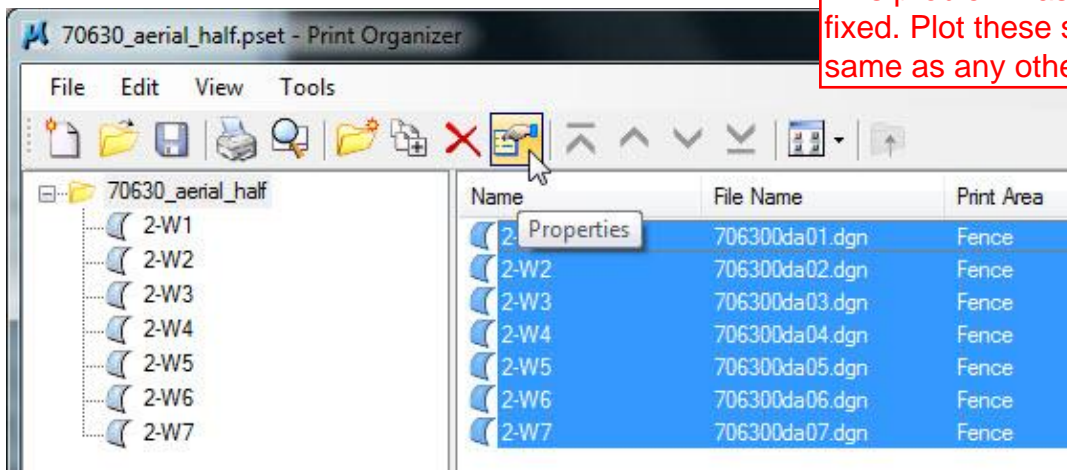 fixed. Plot these
same as any
70630_aerial_half.pset - Print Organizer
File Edit View Tools
70630_aerial_half
2-W1
2-W2
2-W3
2-W4
2-W5
2-W6
2-W7
Name File Name Print Area
Properties
706300da01.dgn Fence
2-W2 706300da02.dgn Fence
2-W3 706300da03.dgn Fence
2-W4 706300da04.dgn Fence
2-W5 706300da05.dgn Fence
2-W6 706300da06.dgn Fence
2-W7 706300da07.dgn Fence